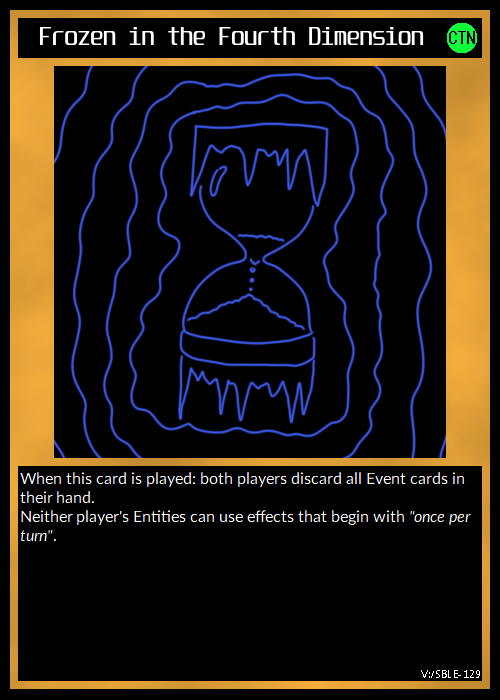 Frozen in the Fourth Dimension
CTN
When this card is played: both players discard all Event cards in
their hand.
Neither player's Entities can use effects that begin with "once per
turn".
V:/SBLE-129